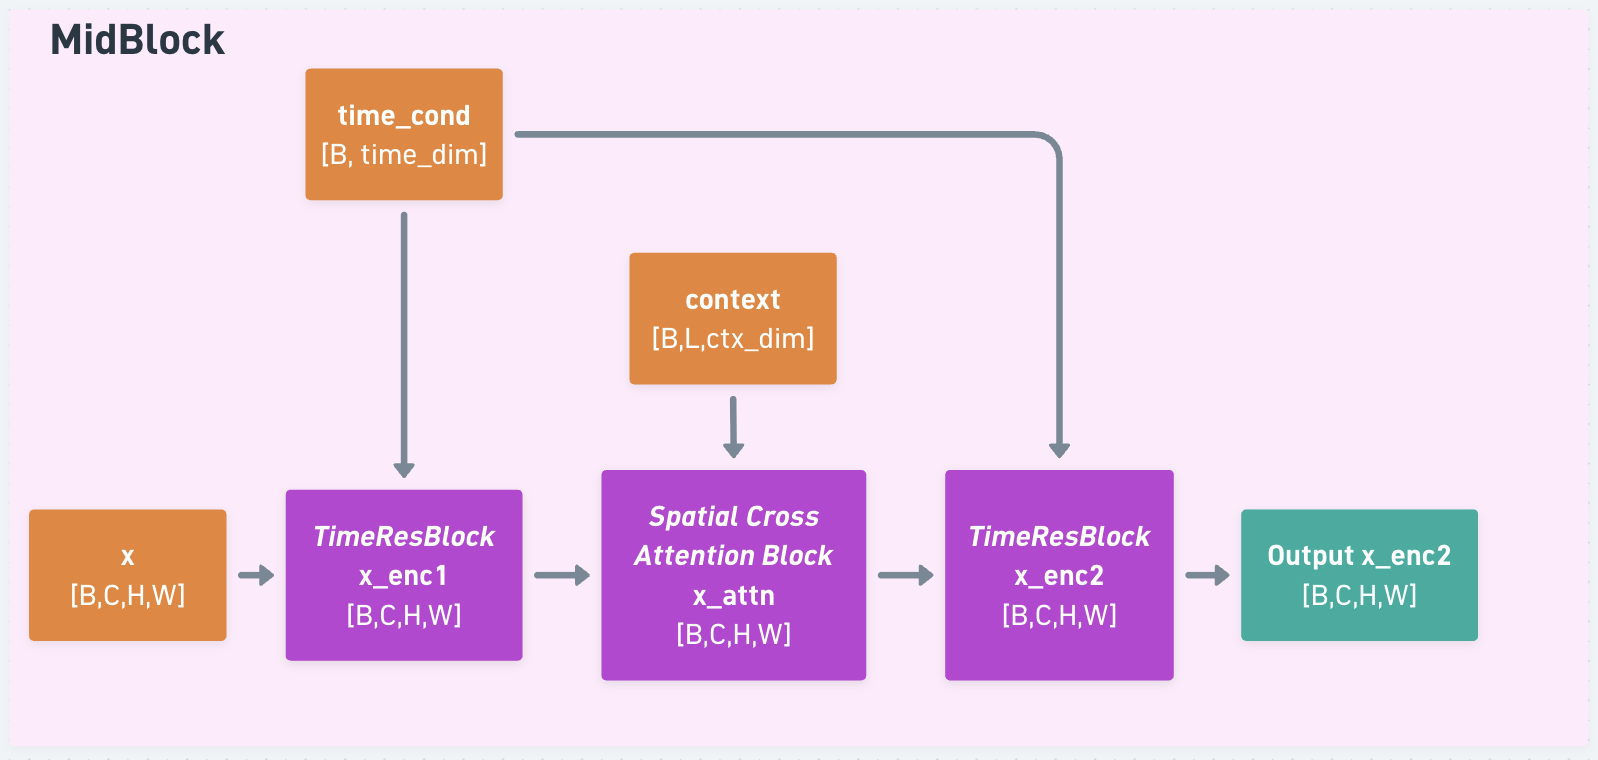 MidBlock
time_cond
[B, time_dim]
context
[B,L,ctx_dim]
x
[B,C,H,W]
TimeResBlock
x_enc1
[B,C,H,W]
Spatial Cross
Attention Block
x_attn
[B,C,H,W]
TimeResBlock
x_enc2
[B,C,H,W]
Output x_enc2
[B,C,H,W]